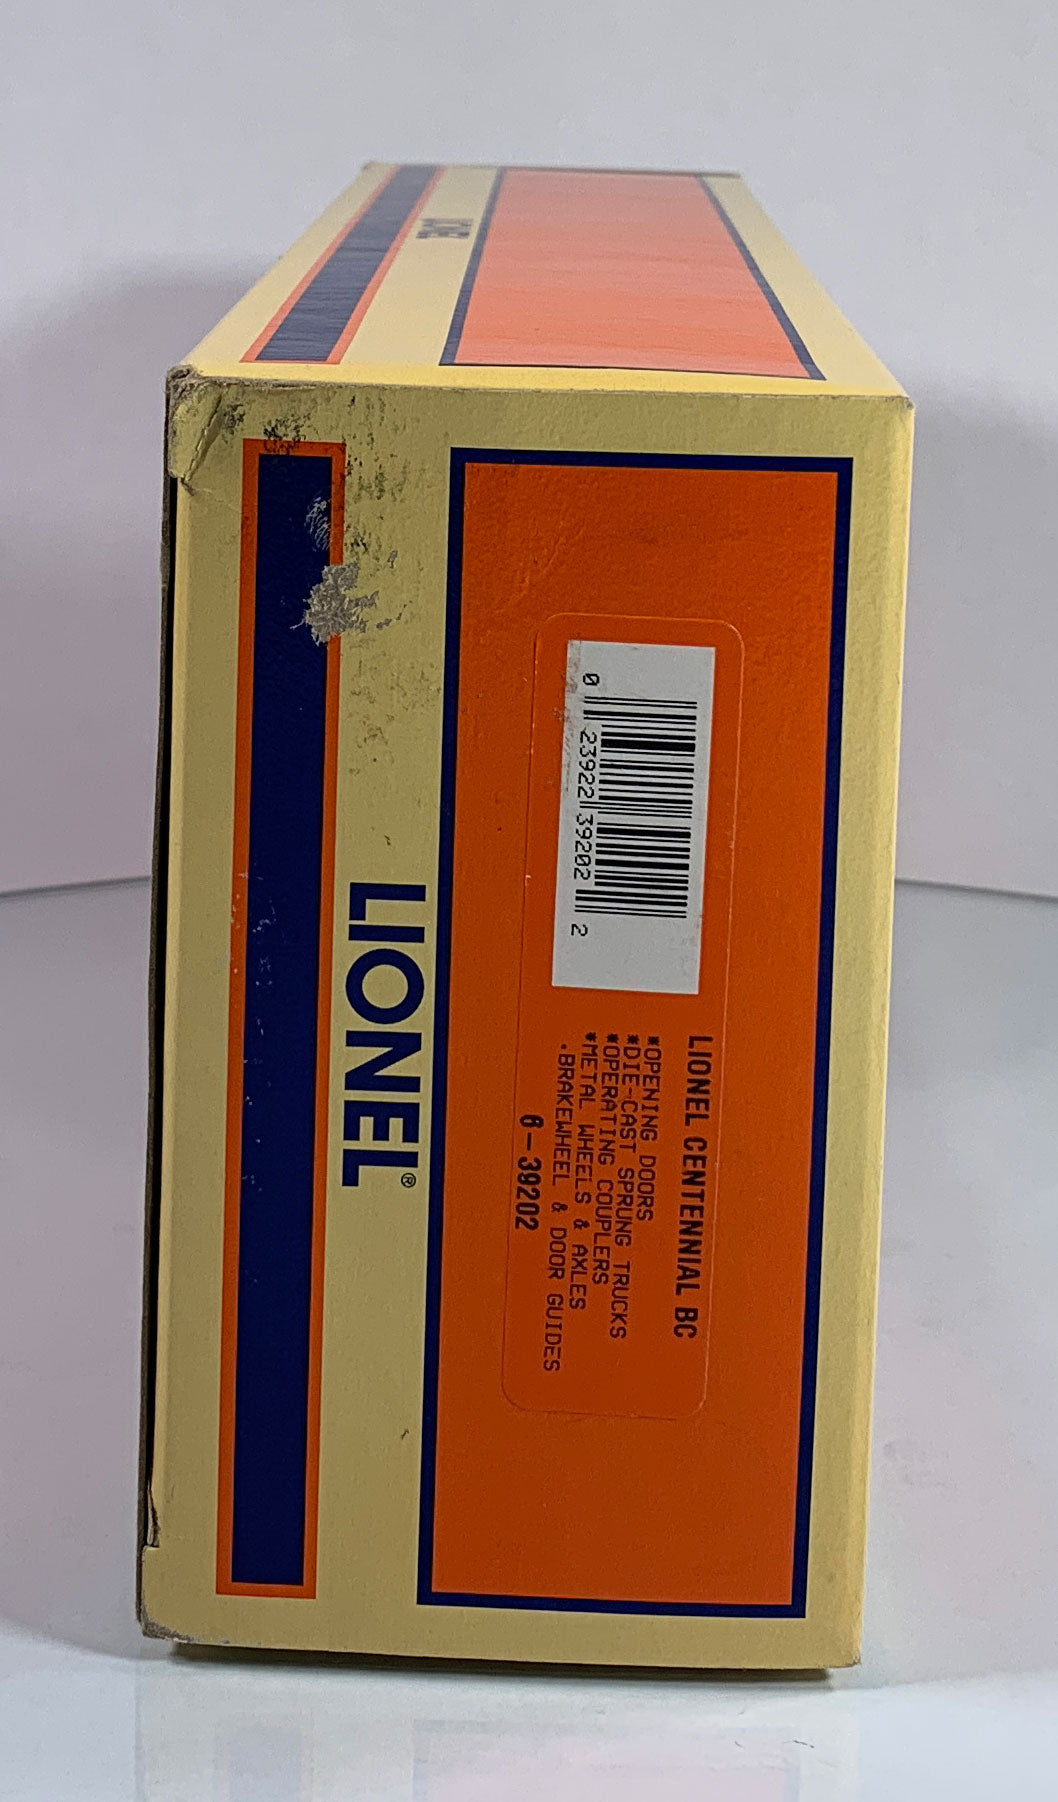 LIONEL
LIONEL®
0 23922 39202 2
LIONEL CENTENNIAL BC
*OPENING DOORS
*DIE-CAST SPRUNG TRUCKS
*OPERATING COUPLERS
*METAL WHEELS & AXLES
.BRAKEWHEEL & DOOR GUIDES
6-39202